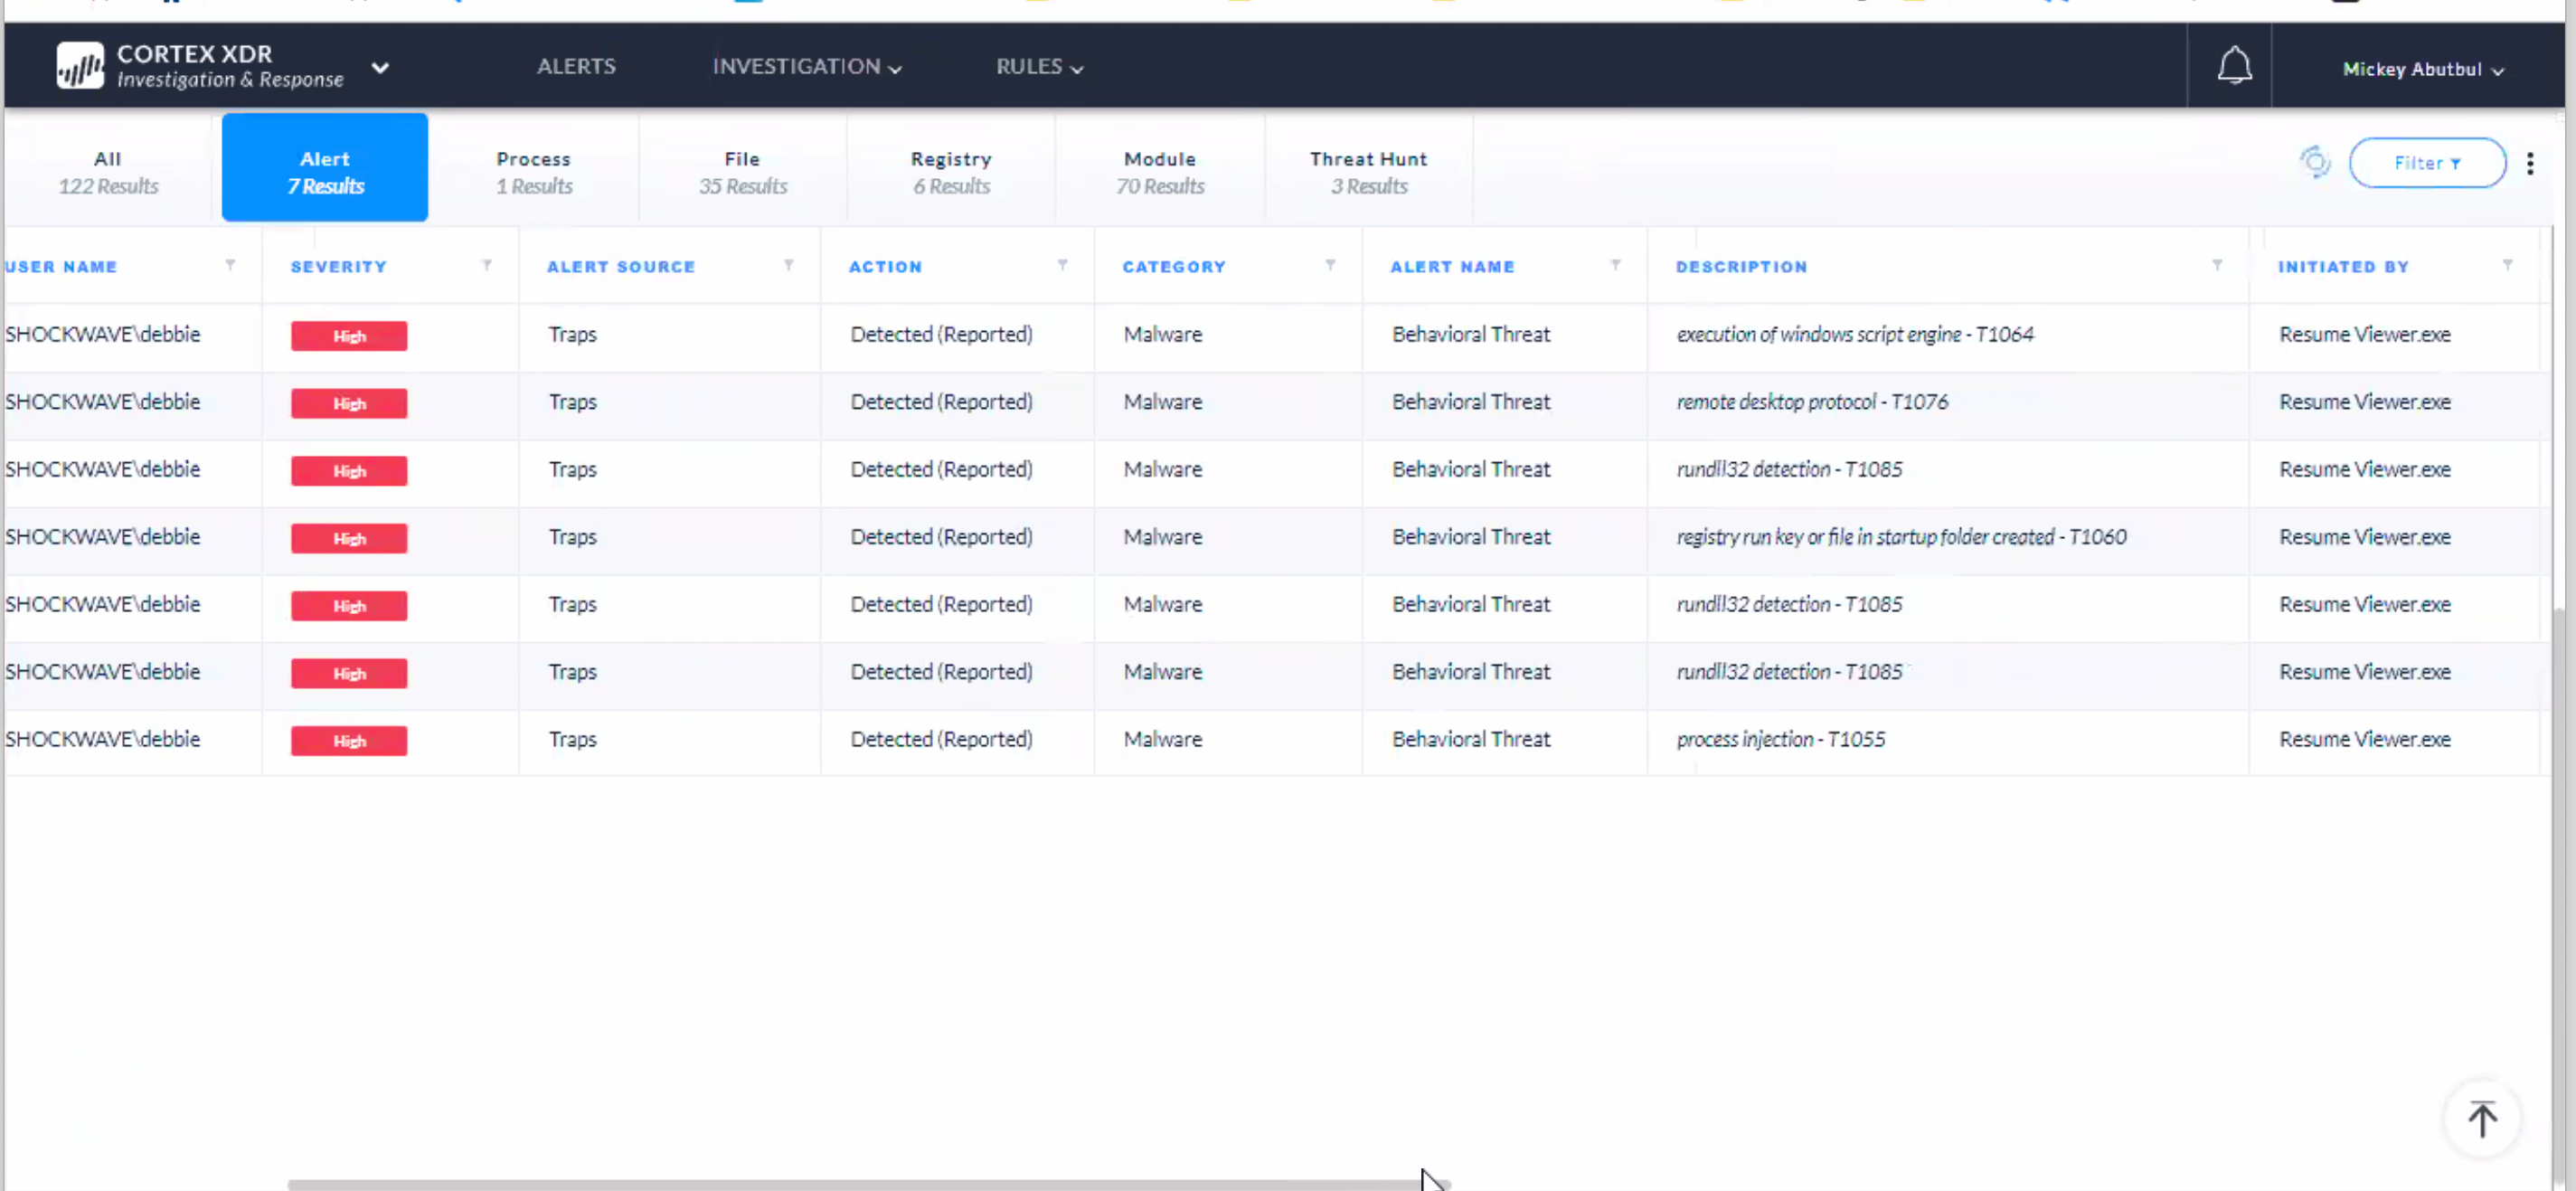 CORTEX XDR
Investigation & Response
ALERTS INVESTIGATION RULES
Mickey Abutbul
All Alert Process File Registry Module Threat Hunt
122 Results 7 Results 1 Results 35 Results 6 Results 70 Results 3 Results
Filter
USER NAME SEVERITY ALERT SOURCE ACTION CATEGORY ALERT NAME DESCRIPTION INITIATED BY
SHOCKWAVE\debbie High Traps Detected (Reported) Malware Behavioral Threat execution of windows script engine - T1064 Resume Viewer.exe
SHOCKWAVE\debbie High Traps Detected (Reported) Malware Behavioral Threat remote desktop protocol - T1076 Resume Viewer.exe
SHOCKWAVE\debbie High Traps Detected (Reported) Malware Behavioral Threat rundll32 detection - T1085 Resume Viewer.exe
SHOCKWAVE\debbie High Traps Detected (Reported) Malware Behavioral Threat registry run key or file in startup folder created - T1060 Resume Viewer.exe
SHOCKWAVE\debbie High Traps Detected (Reported) Malware Behavioral Threat rundll32 detection - T1085 Resume Viewer.exe
SHOCKWAVE\debbie High Traps Detected (Reported) Malware Behavioral Threat rundll32 detection - T1085 Resume Viewer.exe
SHOCKWAVE\debbie High Traps Detected (Reported) Malware Behavioral Threat process injection - T1055 Resume Viewer.exe